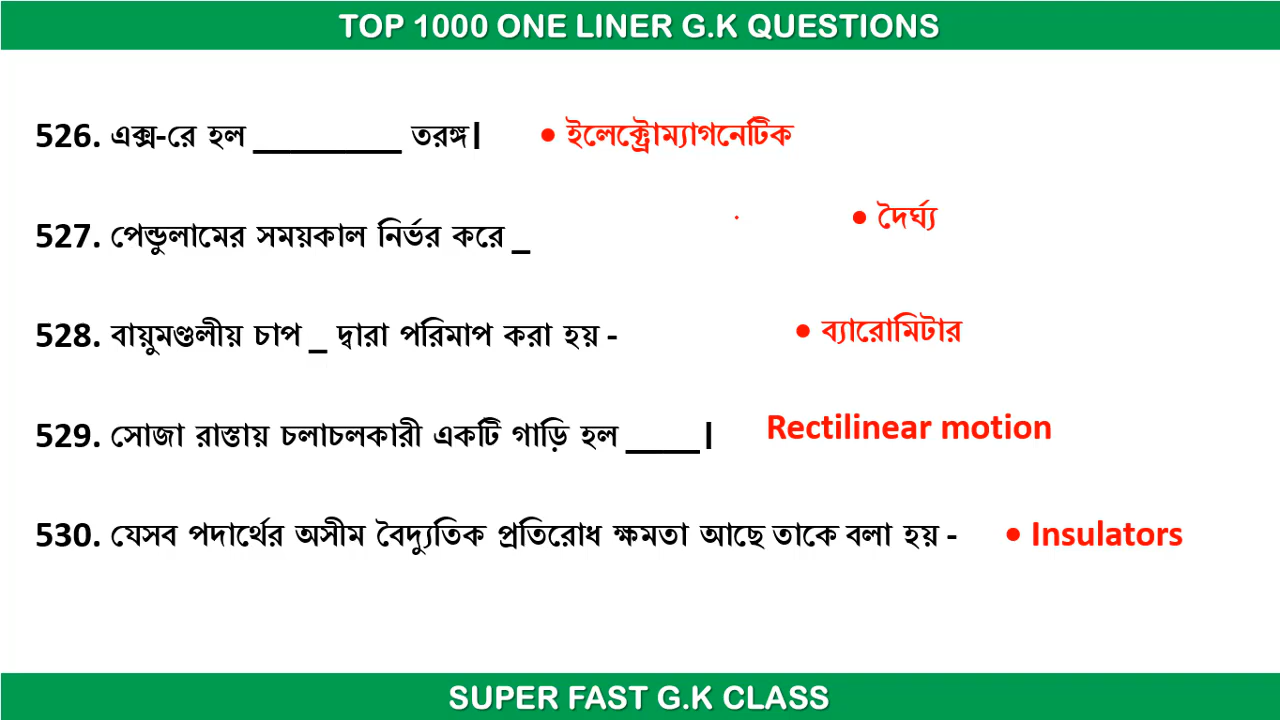 TOP 1000 ONE LINER G.K QUESTIONS
526. এক্স-রে হল _________ তরঙ্গ। • ইলেক্ট্রোম্যাগনেটিক
527. পেন্ডুলামের সময়কাল নির্ভর করে _ • দৈর্ঘ্য
528. বায়ুমণ্ডলীয় চাপ _ দ্বারা পরিমাপ করা হয় - • ব্যারোমিটার
529. সোজা রাস্তায় চলাচলকারী একটি গাড়ি হল ____। Rectilinear motion
530. যেসব পদার্থের অসীম বৈদ্যুতিক প্রতিরোধ ক্ষমতা আছে তাকে বলা হয় - • Insulators
SUPER FAST G.K CLASS